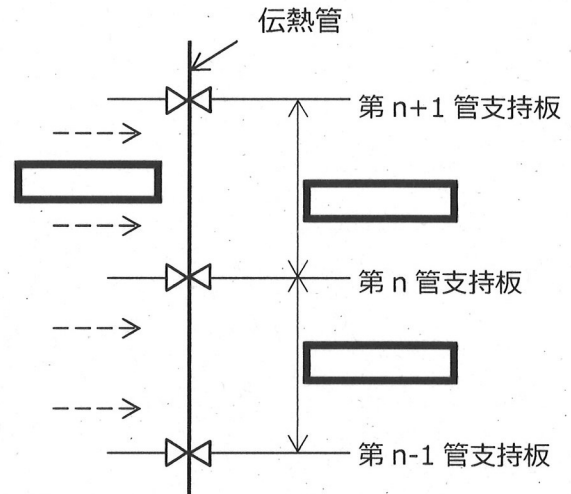 伝熱管
第 n+1 管支持板
第 n 管支持板
第 n-1 管支持板